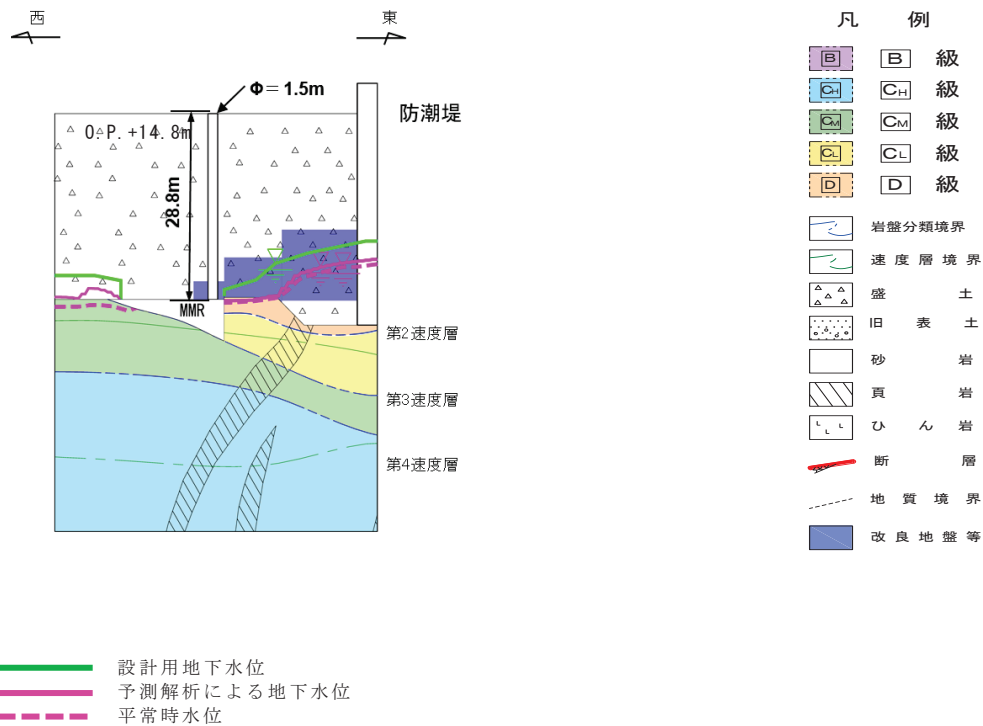 西
東
Φ＝1.5m
防潮堤
O.P.+14.8m
28.8m
MMR
第2速度層
第3速度層
第4速度層
凡 例
B B 級
CH CH 級
CM CM 級
CL CL 級
D D 級
岩盤分類境界
速度層境界
盛土
旧表土
砂岩
頁岩
ひん岩
断層
地質境界
改良地盤等
設計用地下水位
予測解析による地下水位
平常時水位